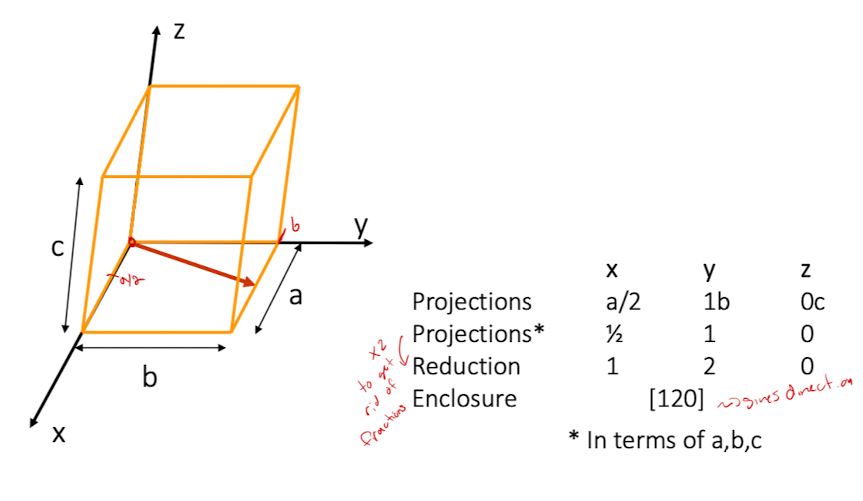 z
b
y
c
a/2
a
b
x
x y z
Projections a/2 1b 0c
Projections* ½ 1 0
Reduction 1 2 0
Enclosure [120] → gives direction
x2
to get
rid of
fractions
* In terms of a,b,c